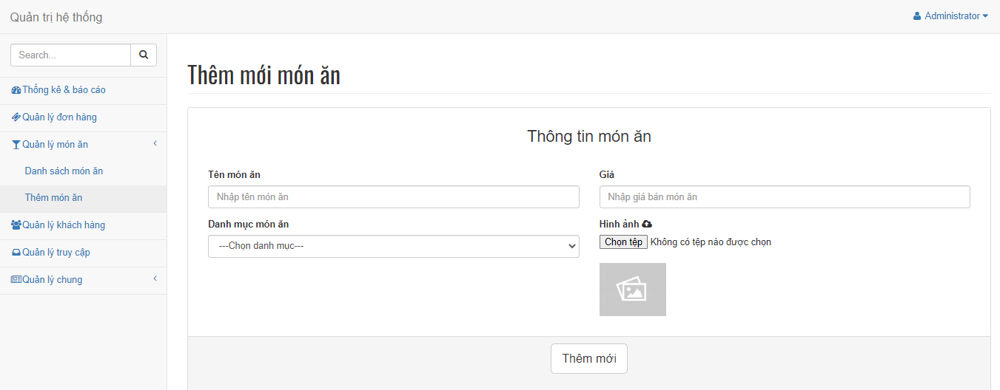 Quản trị hệ thống
Administrator
Search...
Thống kê & báo cáo
Quản lý đơn hàng
Quản lý món ăn
Danh sách món ăn
Thêm món ăn
Quản lý khách hàng
Quản lý truy cập
Quản lý chung
Thêm mới món ăn
Thông tin món ăn
Tên món ăn
Nhập tên món ăn
Giá
Nhập giá bán món ăn
Danh mục món ăn
---Chọn danh mục---
Hình ảnh
Chọn tệp Không có tệp nào được chọn
Thêm mới